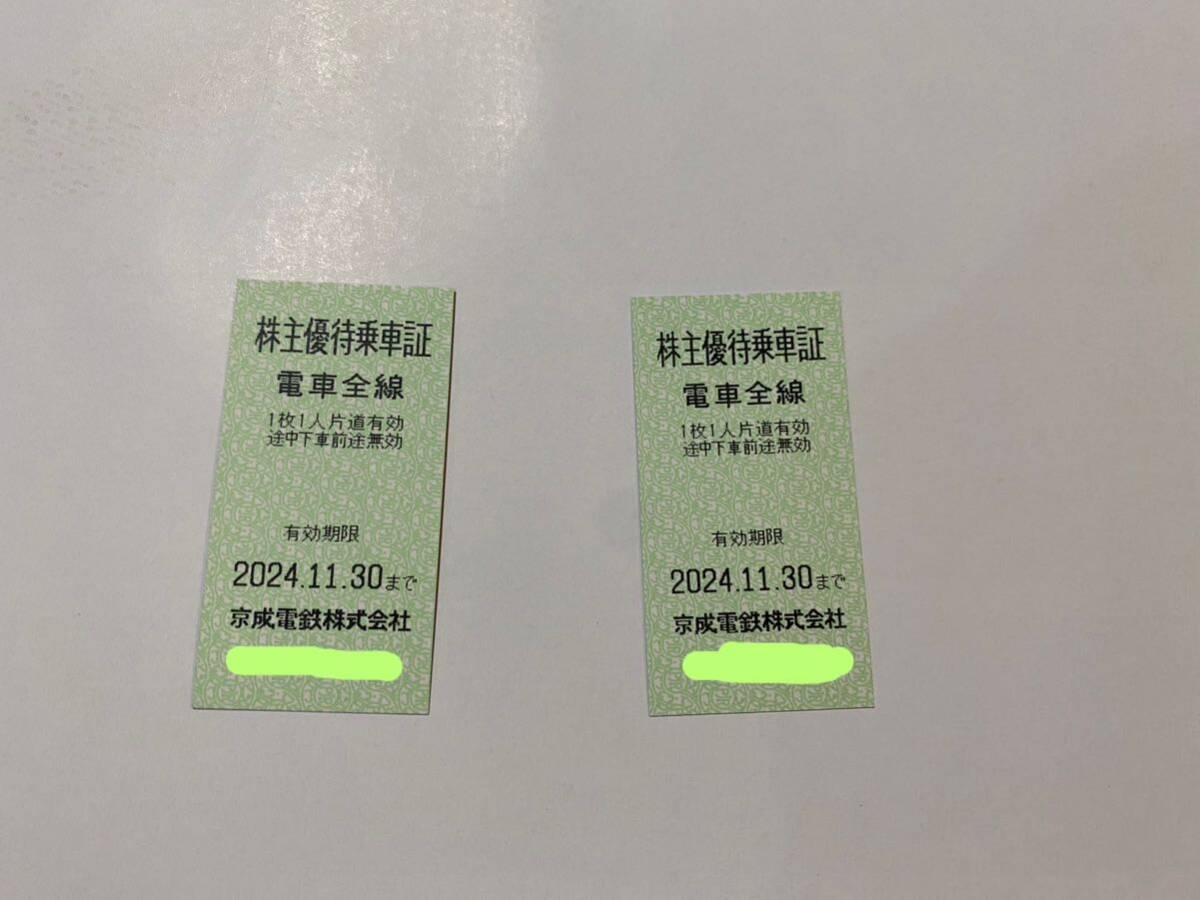 株主優待乗車証
電車全線
1枚1人片道有効
途中下車前途無効
有効期限
2024.11.30まで
京成電鉄株式会社
株主優待乗車証
電車全線
1枚1人片道有効
途中下車前途無効
有効期限
2024.11.30まで
京成電鉄株式会社